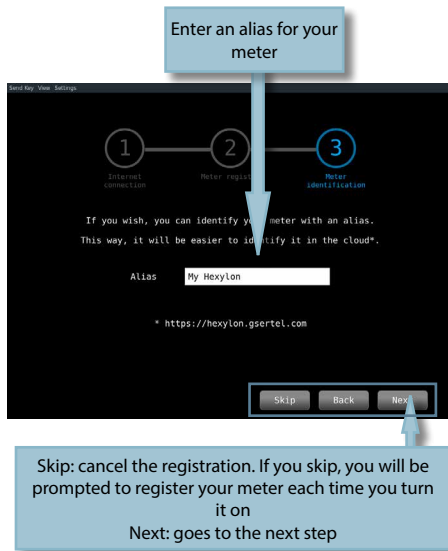 Enter an alias for your
meter
Send Key View Settings
1
2
3
Internet
connection
Meter regist
Meter
identification
If you wish, you can identify yo meter with an alias.
This way, it will be easier to identify it in the cloud*.
Alias
My Hexylon
* https://hexylon.gsertel.com
Skip
Back
Next
Skip: cancel the registration. If you skip, you will be
prompted to register your meter each time you turn
it on
Next: goes to the next step